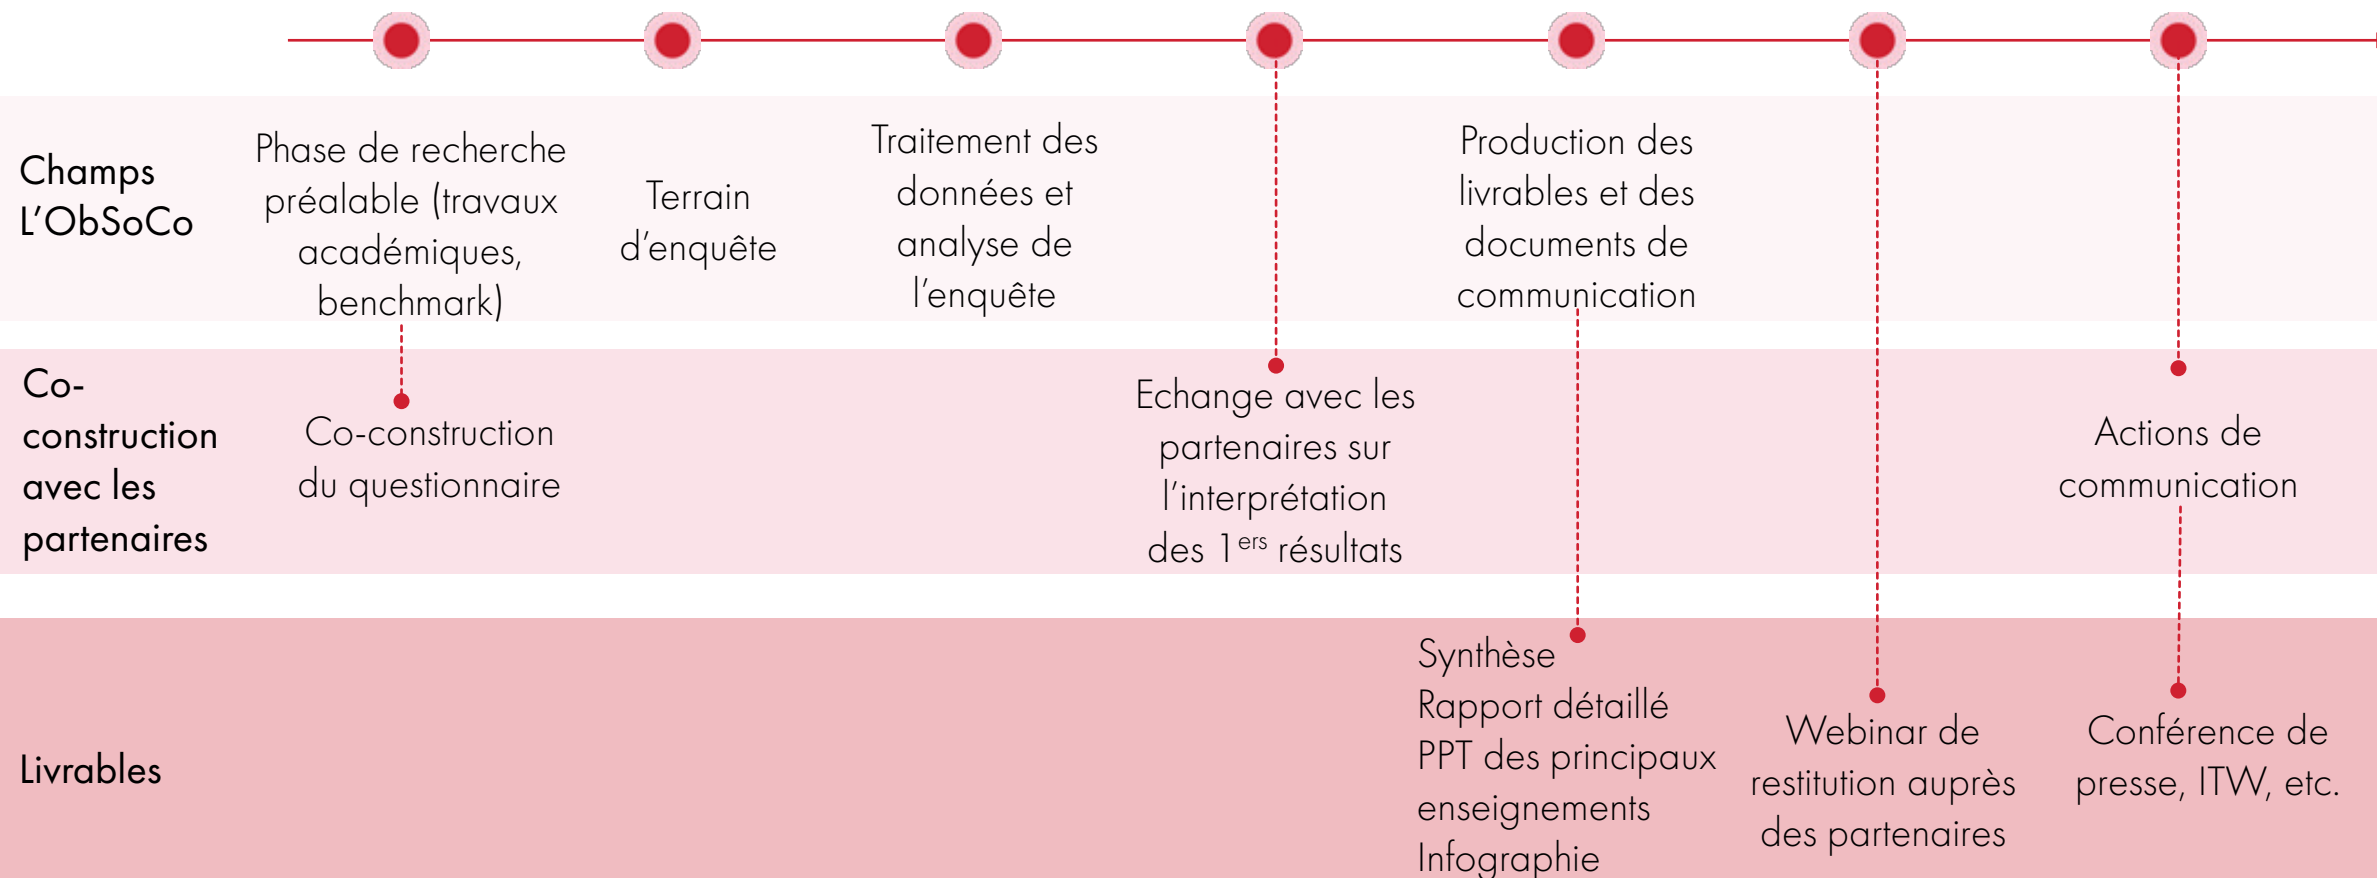 Champs
L'ObSoCo
Phase de recherche
préalable (travaux
académiques,
benchmark)
Terrain
d'enquête
Traitement des
données et
analyse de
l'enquête
Production des
livrables et des
documents de
communication
Co-
construction
avec les
partenaires
Co-construction
du questionnaire
Echange avec les
partenaires sur
l'interprétation
des 1ers résultats
Actions de
communication
Livrables
Synthèse
Rapport détaillé
PPT des principaux
enseignements
Infographie
Webinar de
restitution auprès
des partenaires
Conférence de
presse, ITW, etc.